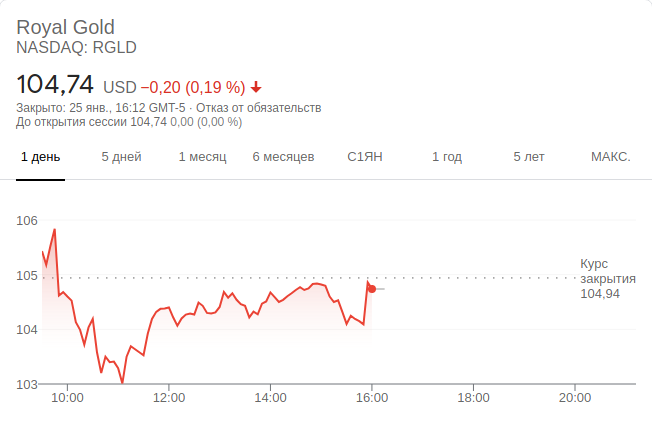 Royal Gold
NASDAQ: RGLD
104,74 USD −0,20 (0,19 %)
Закрыто: 25 янв., 16:12 GMT-5 · Отказ от обязательств
До открытия сессии 104,74 0,00 (0,00 %)
1 день 5 дней 1 месяц 6 месяцев С1ЯН 1 год 5 лет МАКС.
106
105
104
103
Курс
закрытия
104,94
10:00 12:00 14:00 16:00 18:00 20:00